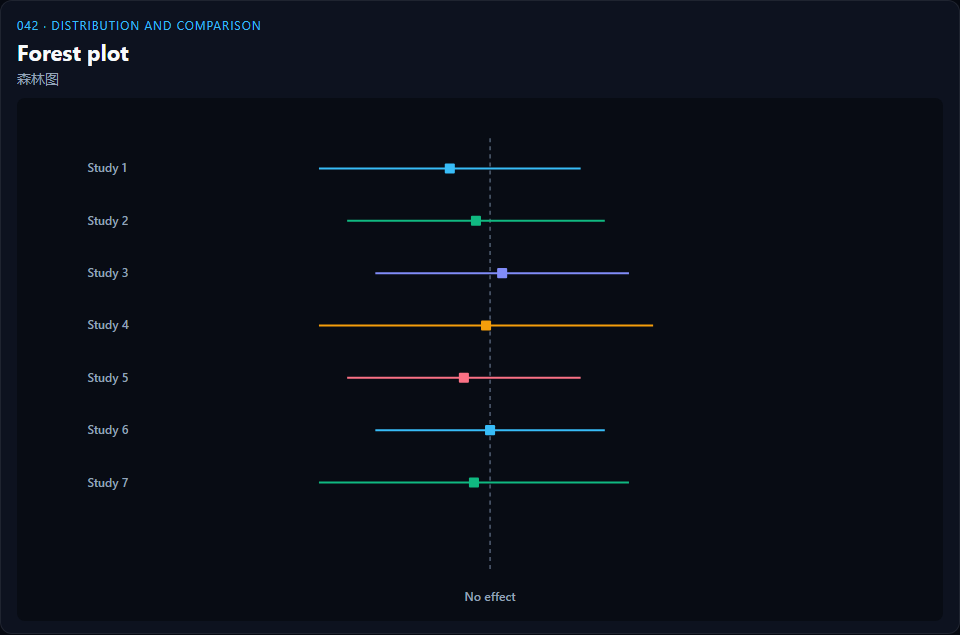 042 · DISTRIBUTION AND COMPARISON
Forest plot
森林图
Study 1
Study 2
Study 3
Study 4
Study 5
Study 6
Study 7
No effect